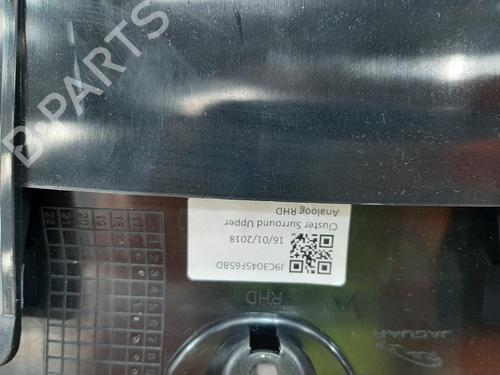 B-PARTS
J9C3045F658D
16/01/2018
Cluster Surround Upper
Analoog RHD
RHD
JAGUAR